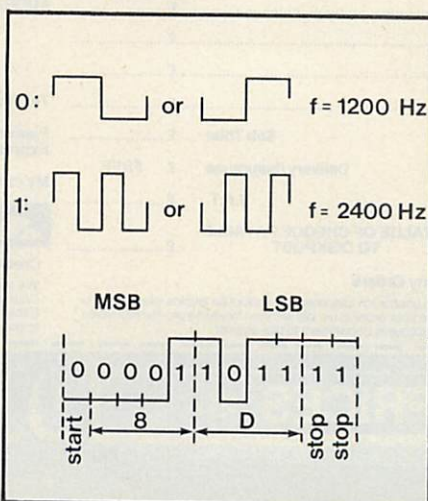 0: or f = 1200 Hz
1: or f = 2400 Hz
MSB LSB
0 0 0 0 1 1 0 1 1 1 1
start 8 D stop stop